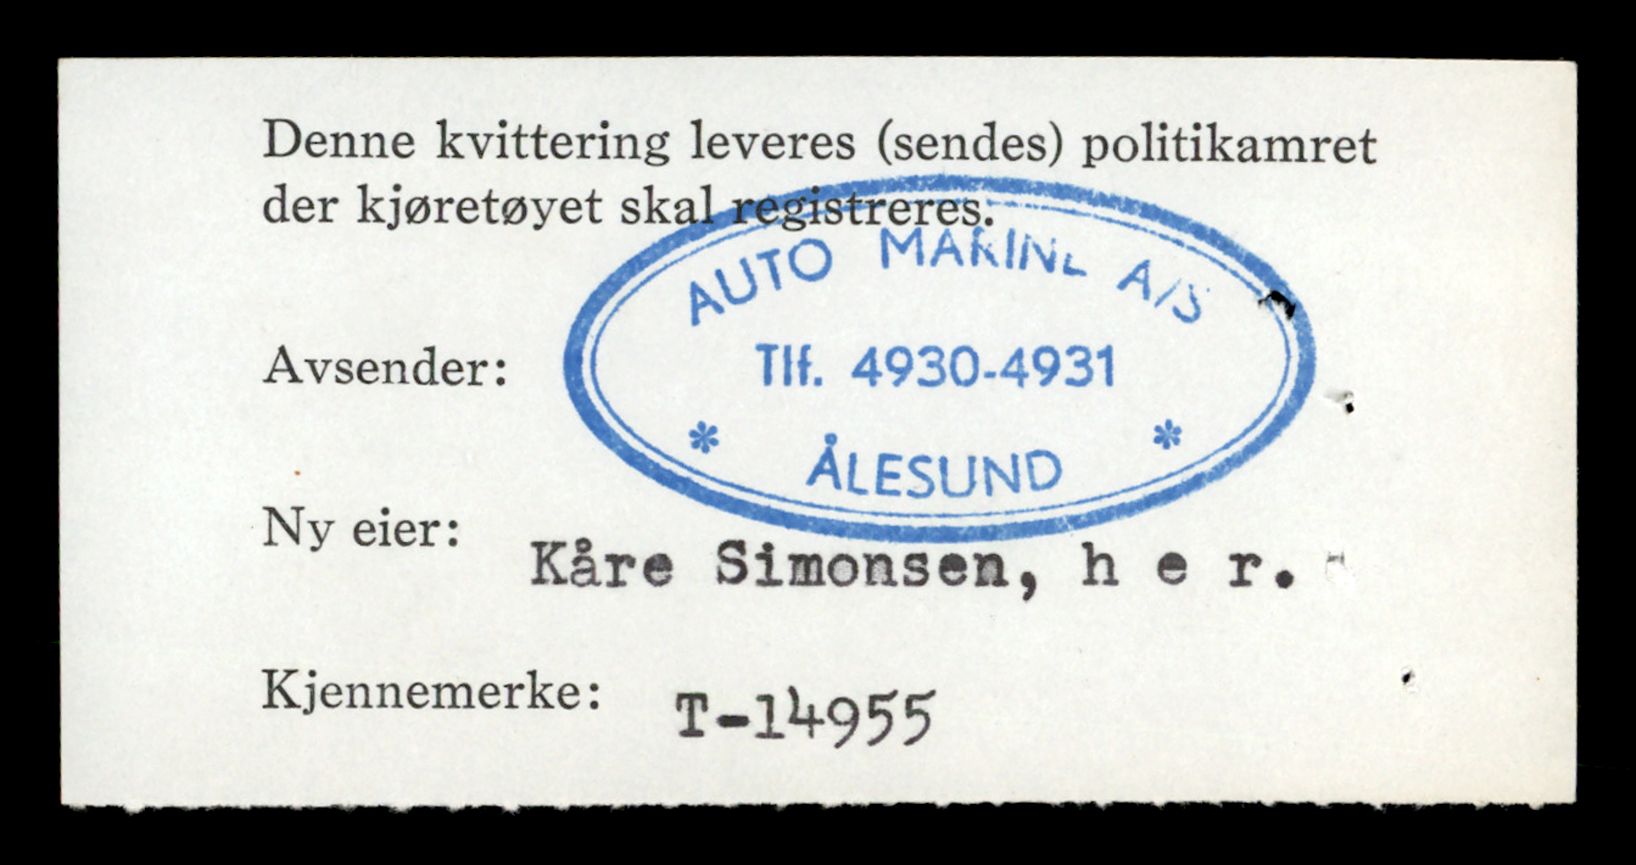 Denne kvittering leveres (sendes) politikamret
der kjøretøyet skal registreres.
AUTO MARINE A/S
Avsender:
Tlf. 4930-4931
* ÅLESUND *
Ny eier:
Kåre Simonsen, h e r. -
Kjennemerke: T-14955